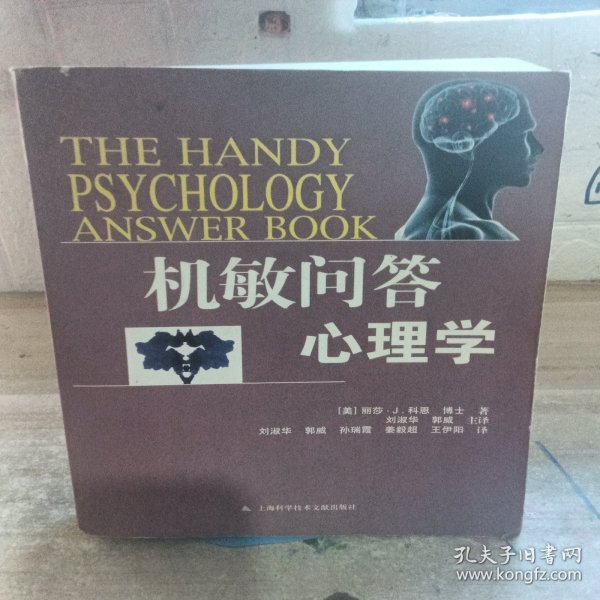 THE HANDY
PSYCHOLOGY
ANSWER BOOK
机敏问答
心理学
[美] 丽莎·J.科恩 博士 著
刘淑华 郭威 主译
刘淑华 郭威 孙瑞霞 姜毅超 王伊阳 译
上海科学技术文献出版社
孔夫子旧书网
www.kongfz.com